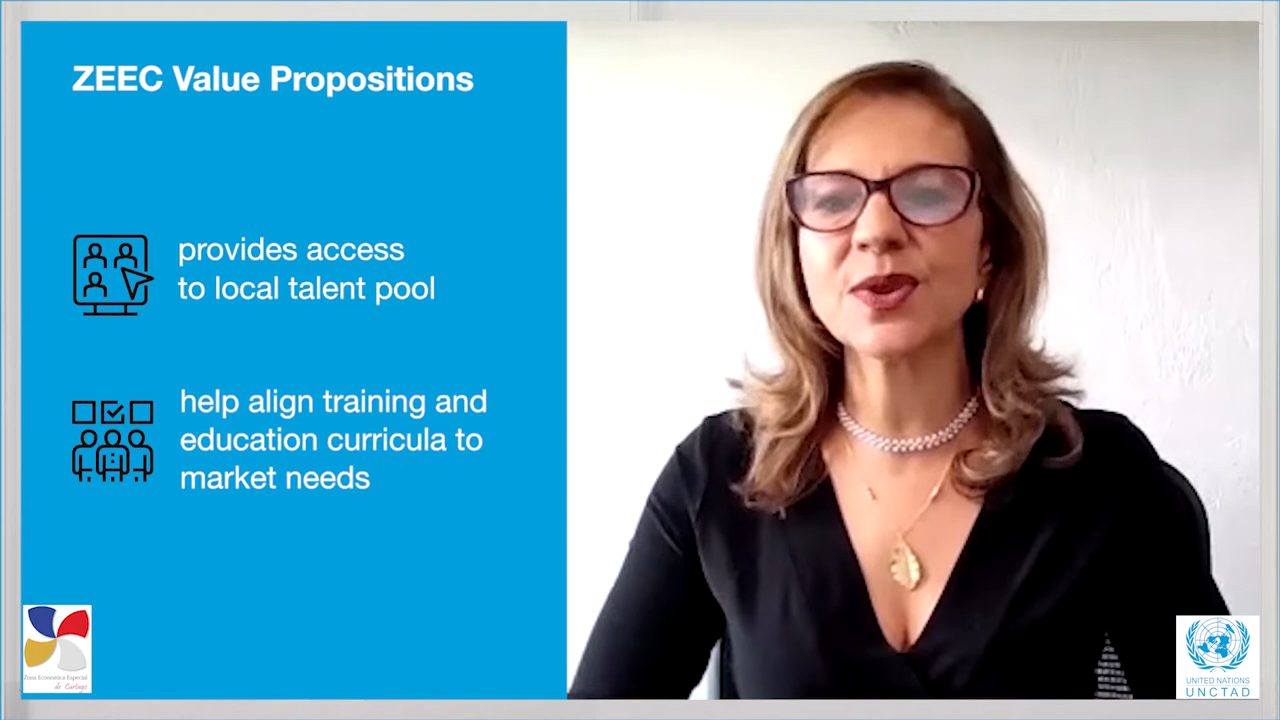 ZEEC Value Propositions
provides access
to local talent pool
help align training and
education curricula to
market needs
Zona Económica Especial
de Cartago
UNITED NATIONS
UNCTAD